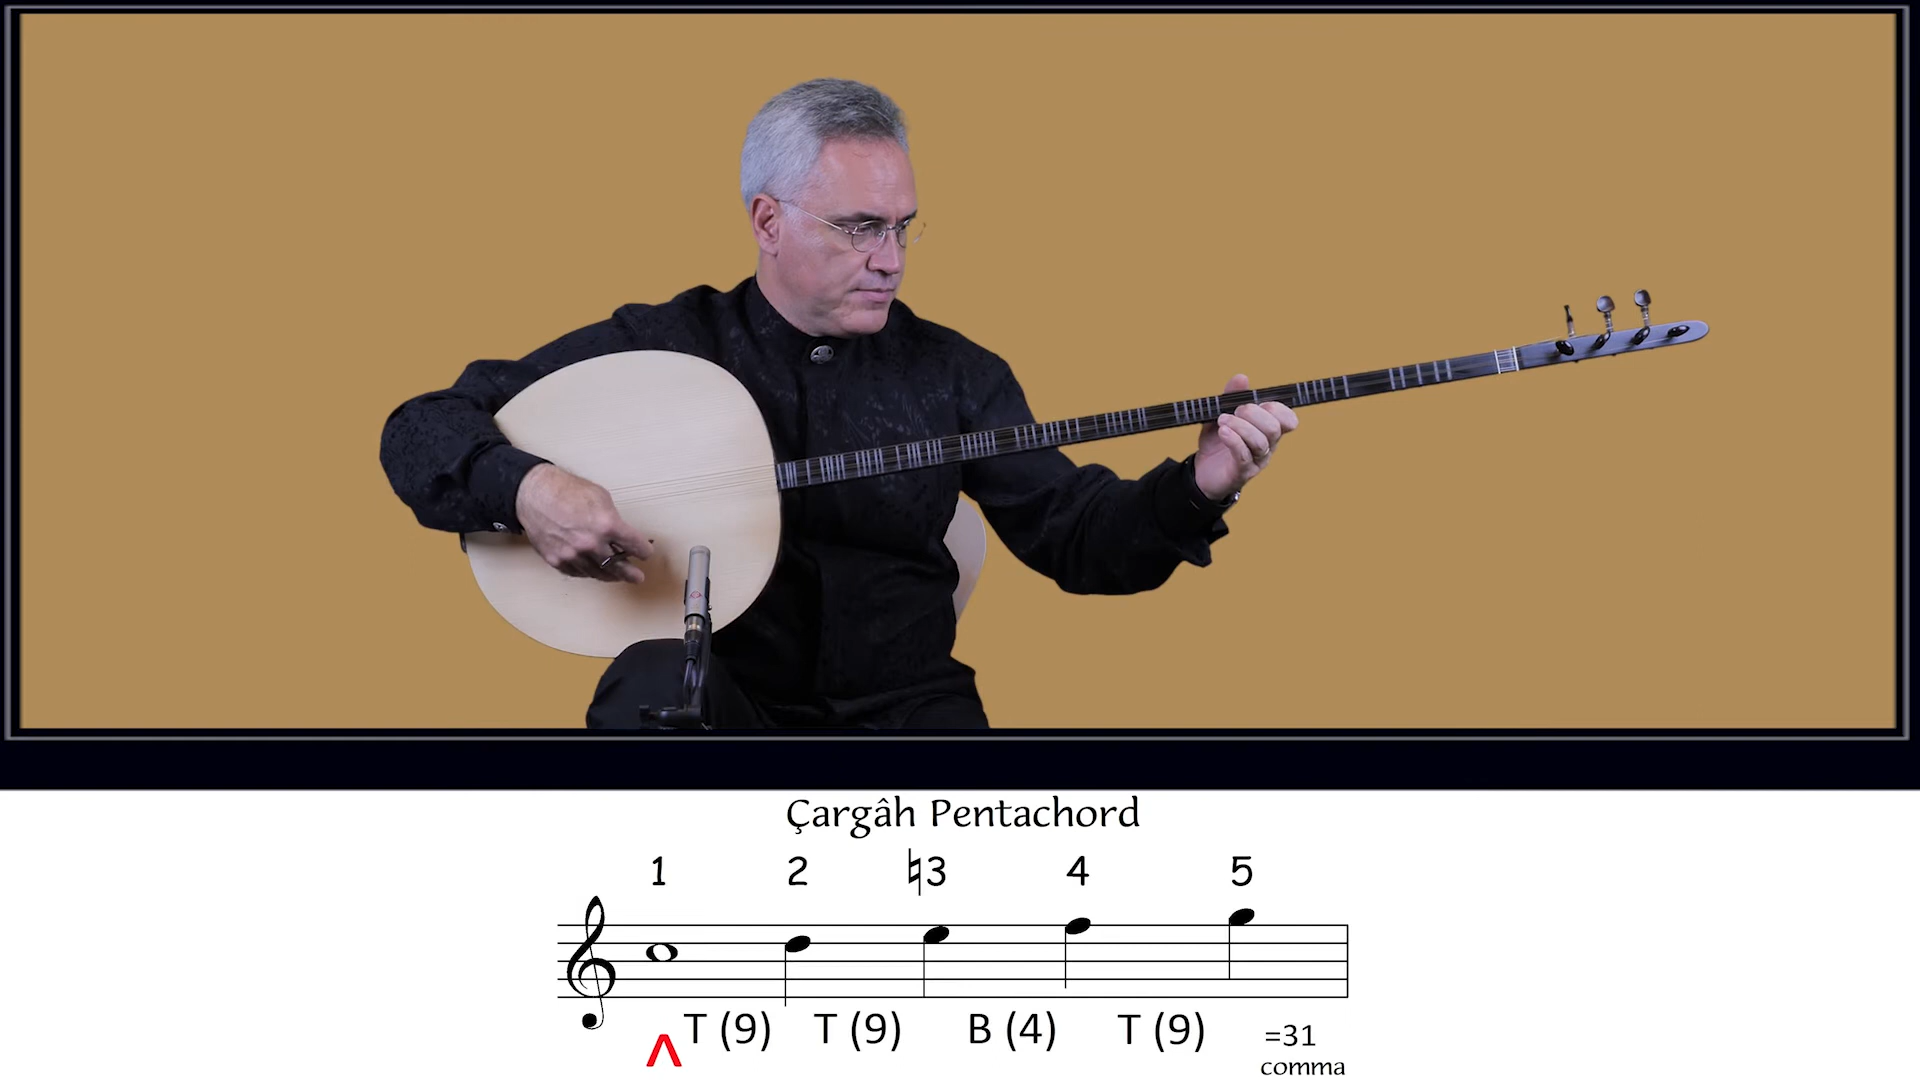 Çargâh Pentachord
1 2 ♮3 4 5
T (9) T (9) B (4) T (9) =31
comma